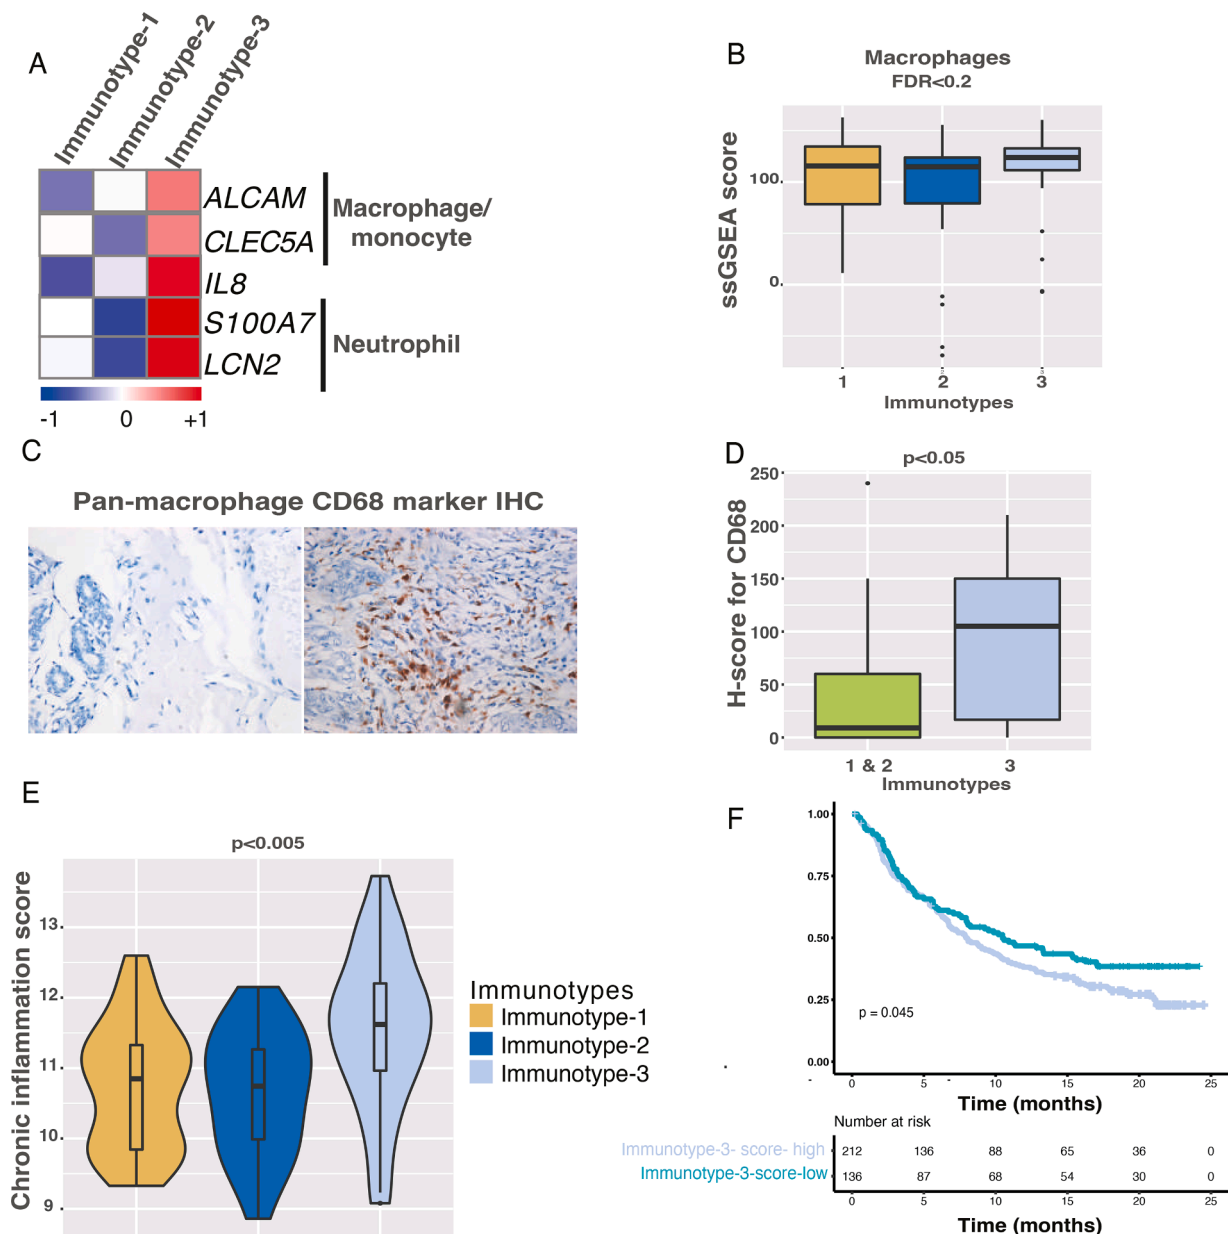 A
Immunotype-1
Immunotype-2
Immunotype-3
ALCAM
CLEC5A
IL8
S100A7
LCN2
Macrophage/
monocyte
Neutrophil
-1 0 +1
B
Macrophages
FDR<0.2
ssGSEA score
100
0
1 2 3
Immunotypes
C
Pan-macrophage CD68 marker IHC
D
p<0.05
H-score for CD68
250
200
150
100
50
0
1 & 2 3
Immunotypes
E
p<0.005
Chronic inflammation score
13
12
11
10
9
Immunotypes
Immunotype-1
Immunotype-2
Immunotype-3
F
1.00
0.75
0.50
0.25
0.00
p = 0.045
0 5 10 15 20 25
Time (months)
Number at risk
Immunotype-3- score- high 212 136 88 65 36 0
Immunotype-3-score-low 136 87 68 54 30 0
0 5 10 15 20 25
Time (months)